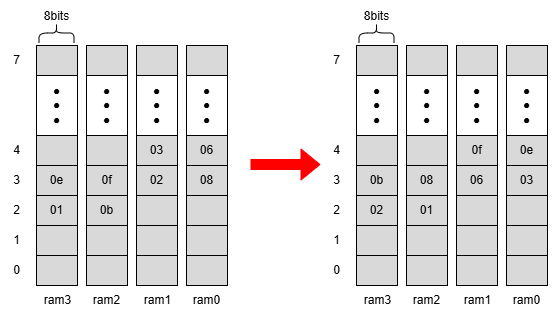 8bits 8bits
7 7
4 03 06 4 0f 0e
3 0e 0f 02 08 3 0b 08 06 03
2 01 0b 2 02 01
1 1
0 0
ram3 ram2 ram1 ram0 ram3 ram2 ram1 ram0